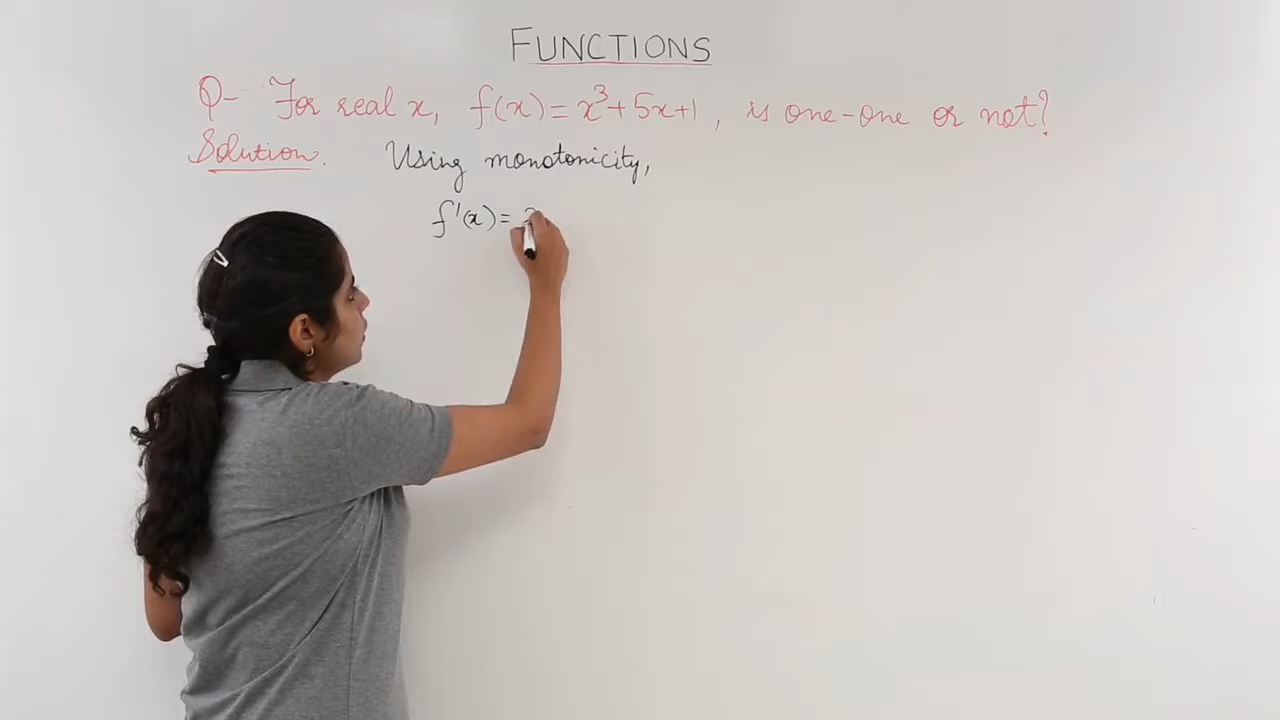 FUNCTIONS
Q- For real x, f(x) = x³ + 5x + 1, is one-one or not?
Solution. Using monotonicity,
f'(x) =